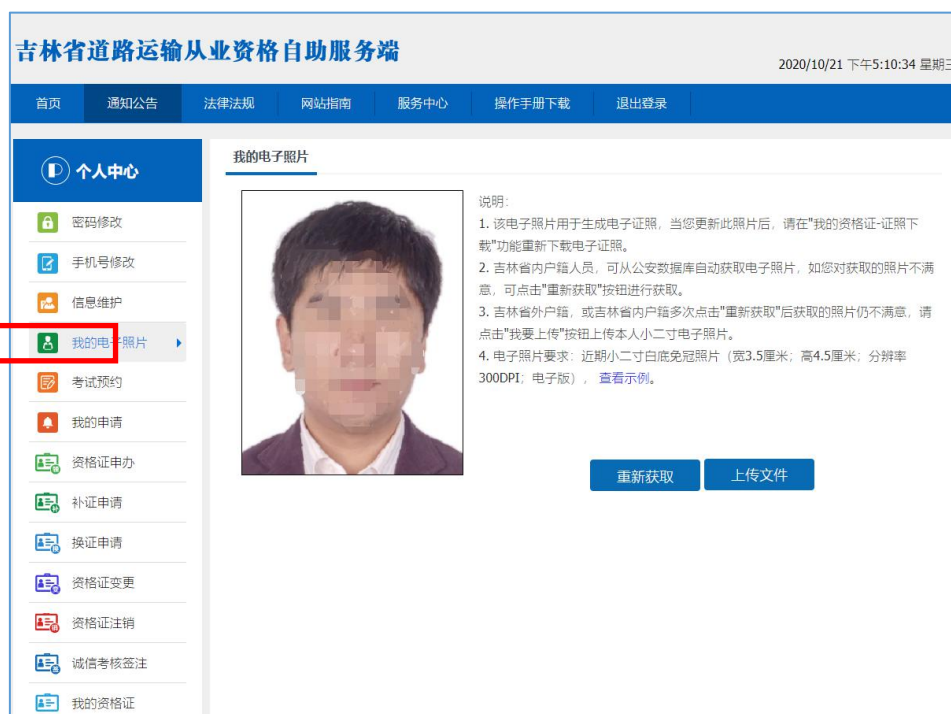 吉林省道路运输从业资格自助服务端
2020/10/21 下午5:10:34 星期三
首页 通知公告 法律法规 网站指南 服务中心 操作手册下载 退出登录
个人中心
密码修改
手机号修改
信息维护
我的电子照片
考试预约
我的申请
资格证申办
补证申请
换证申请
资格证变更
资格证注销
诚信考核签注
我的资格证
我的电子照片
说明:
1. 该电子照片用于生成电子证照，当您更新此照片后，请在"我的资格证-证照下
载"功能重新下载电子证照。
2. 吉林省内户籍人员，可从公安数据库自动获取电子照片，如您对获取的照片不满
意，可点击"重新获取"按钮进行获取。
3. 吉林省外户籍，或吉林省内户籍多次点击"重新获取"后获取的照片仍不满意，请
点击"我要上传"按钮上传本人小二寸电子照片。
4. 电子照片要求：近期小二寸白底免冠照片（宽3.5厘米；高4.5厘米；分辨率
300DPI；电子版）， 查看示例。
重新获取 上传文件